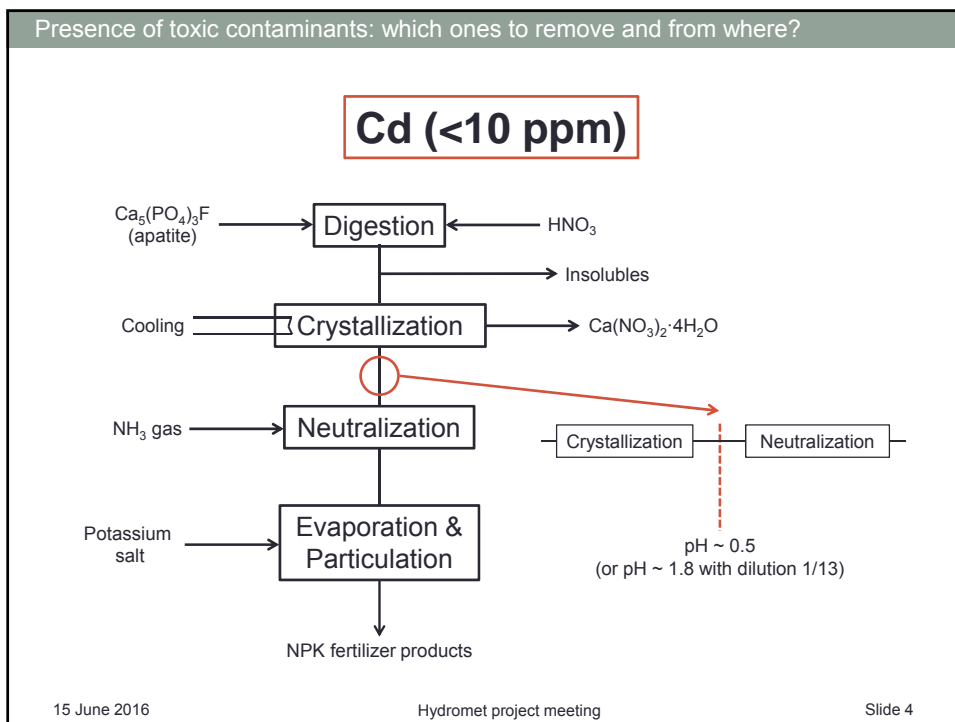 Presence of toxic contaminants: which ones to remove and from where?
Cd (<10 ppm)
Ca₅(PO₄)₃F
(apatite)
Digestion
HNO₃
Insolubles
Cooling
Crystallization
Ca(NO₃)₂·4H₂O
NH₃ gas
Neutralization
Crystallization
Neutralization
Potassium
salt
Evaporation &
Particulation
pH ~ 0.5
(or pH ~ 1.8 with dilution 1/13)
NPK fertilizer products
15 June 2016
Hydromet project meeting
Slide 4